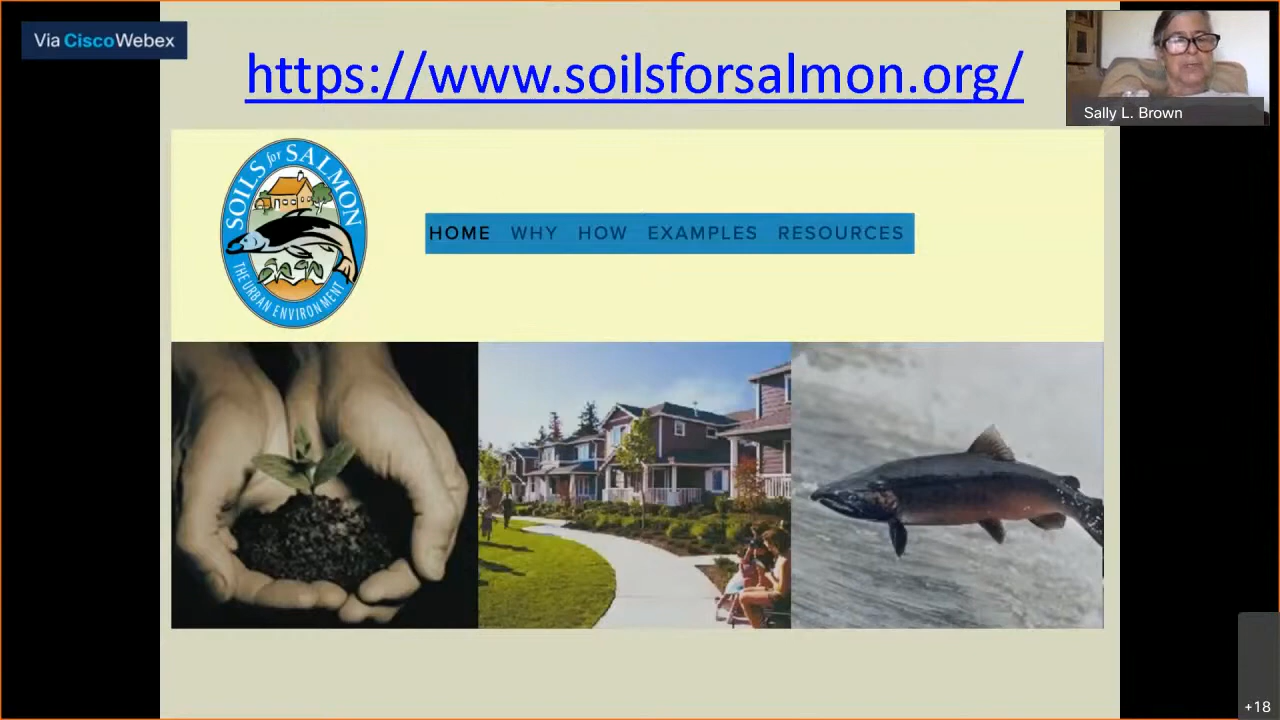 Via CiscoWebex
https://www.soilsforsalmon.org/
Sally L. Brown
SOILS for SALMON
THE URBAN ENVIRONMENT
HOME WHY HOW EXAMPLES RESOURCES
+18